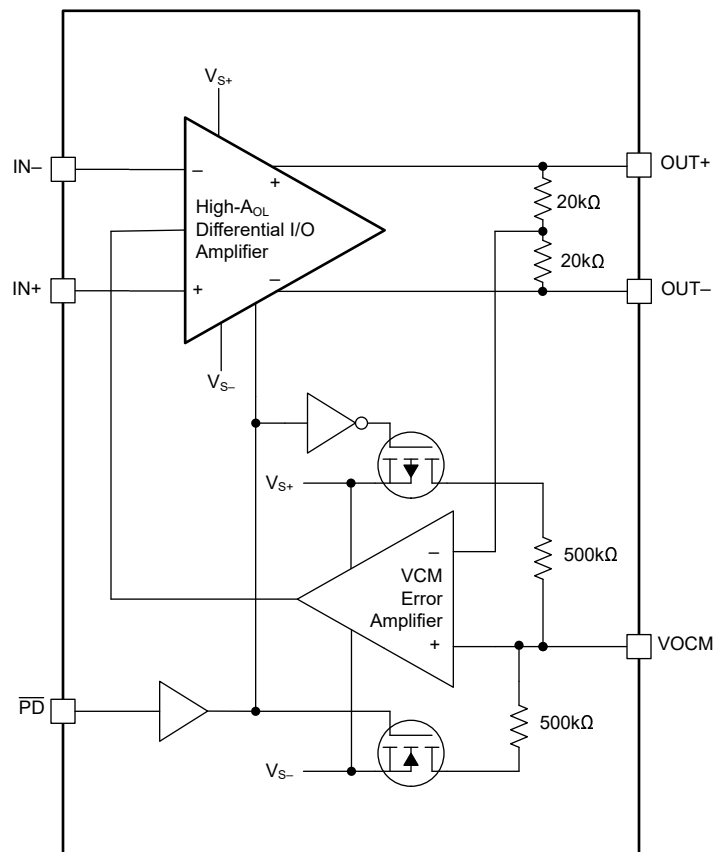 V_S+
IN–
–
+
OUT+
High-A_OL
Differential I/O
Amplifier
20kΩ
20kΩ
IN+
+
–
OUT–
V_S–
V_S+
–
500kΩ
VCM
Error
Amplifier
+
VOCM
P̅D̅
500kΩ
V_S–